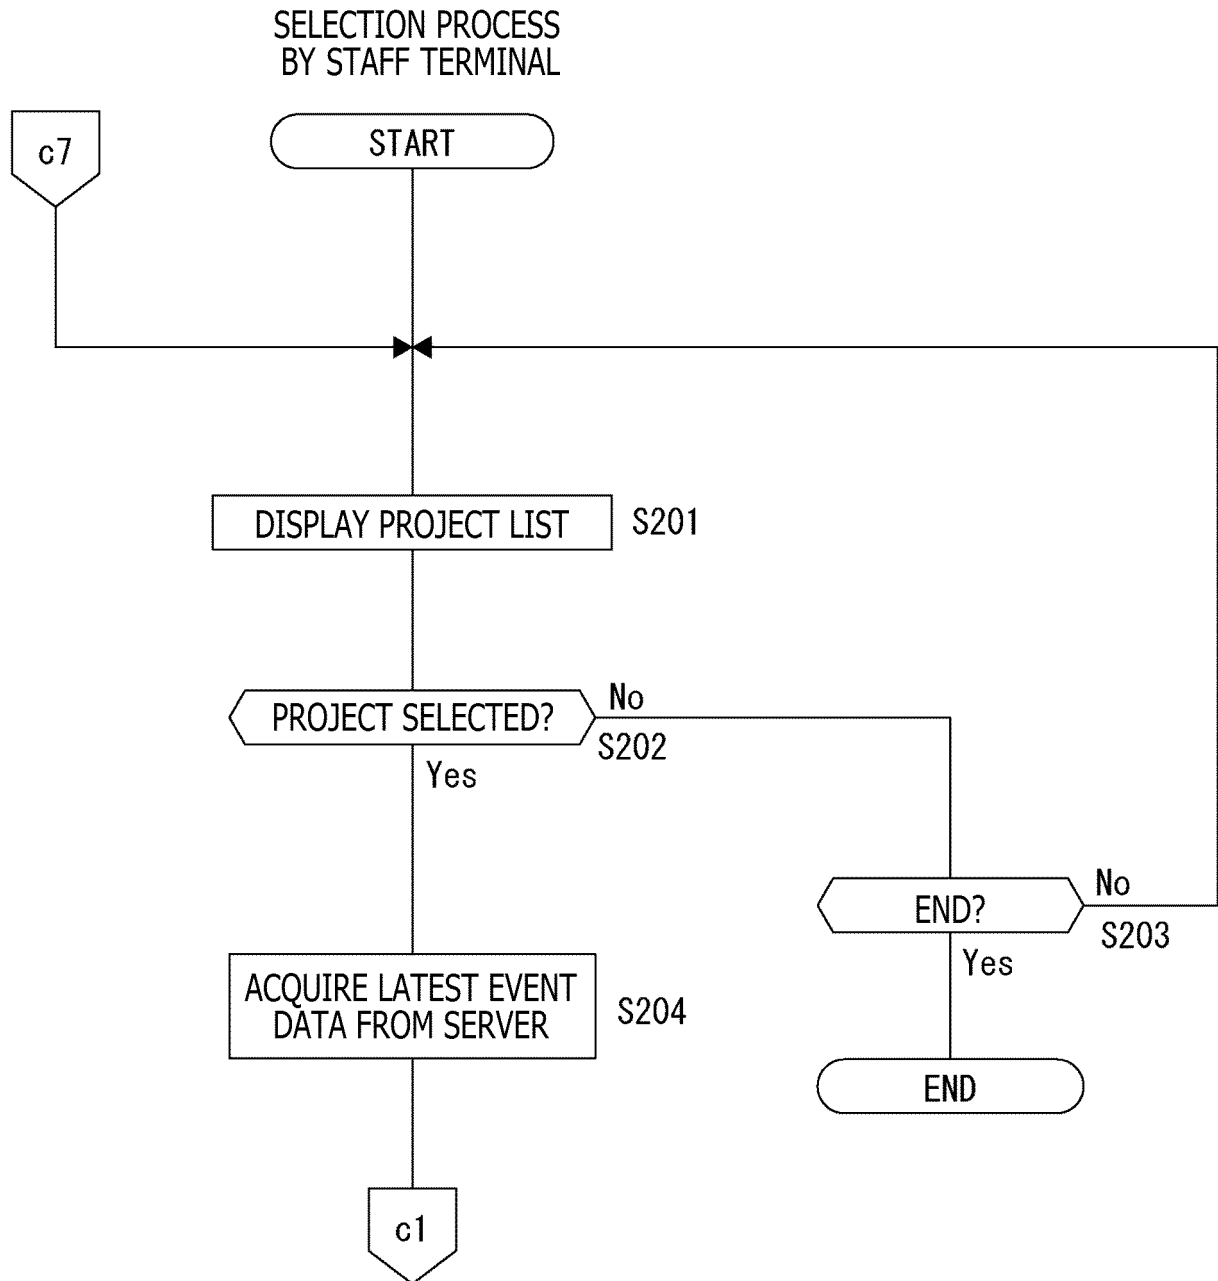 SELECTION PROCESS
BY STAFF TERMINAL
c7
START
DISPLAY PROJECT LIST
S201
PROJECT SELECTED?
No
S202
Yes
END?
No
S203
Yes
ACQUIRE LATEST EVENT
DATA FROM SERVER
S204
END
c1